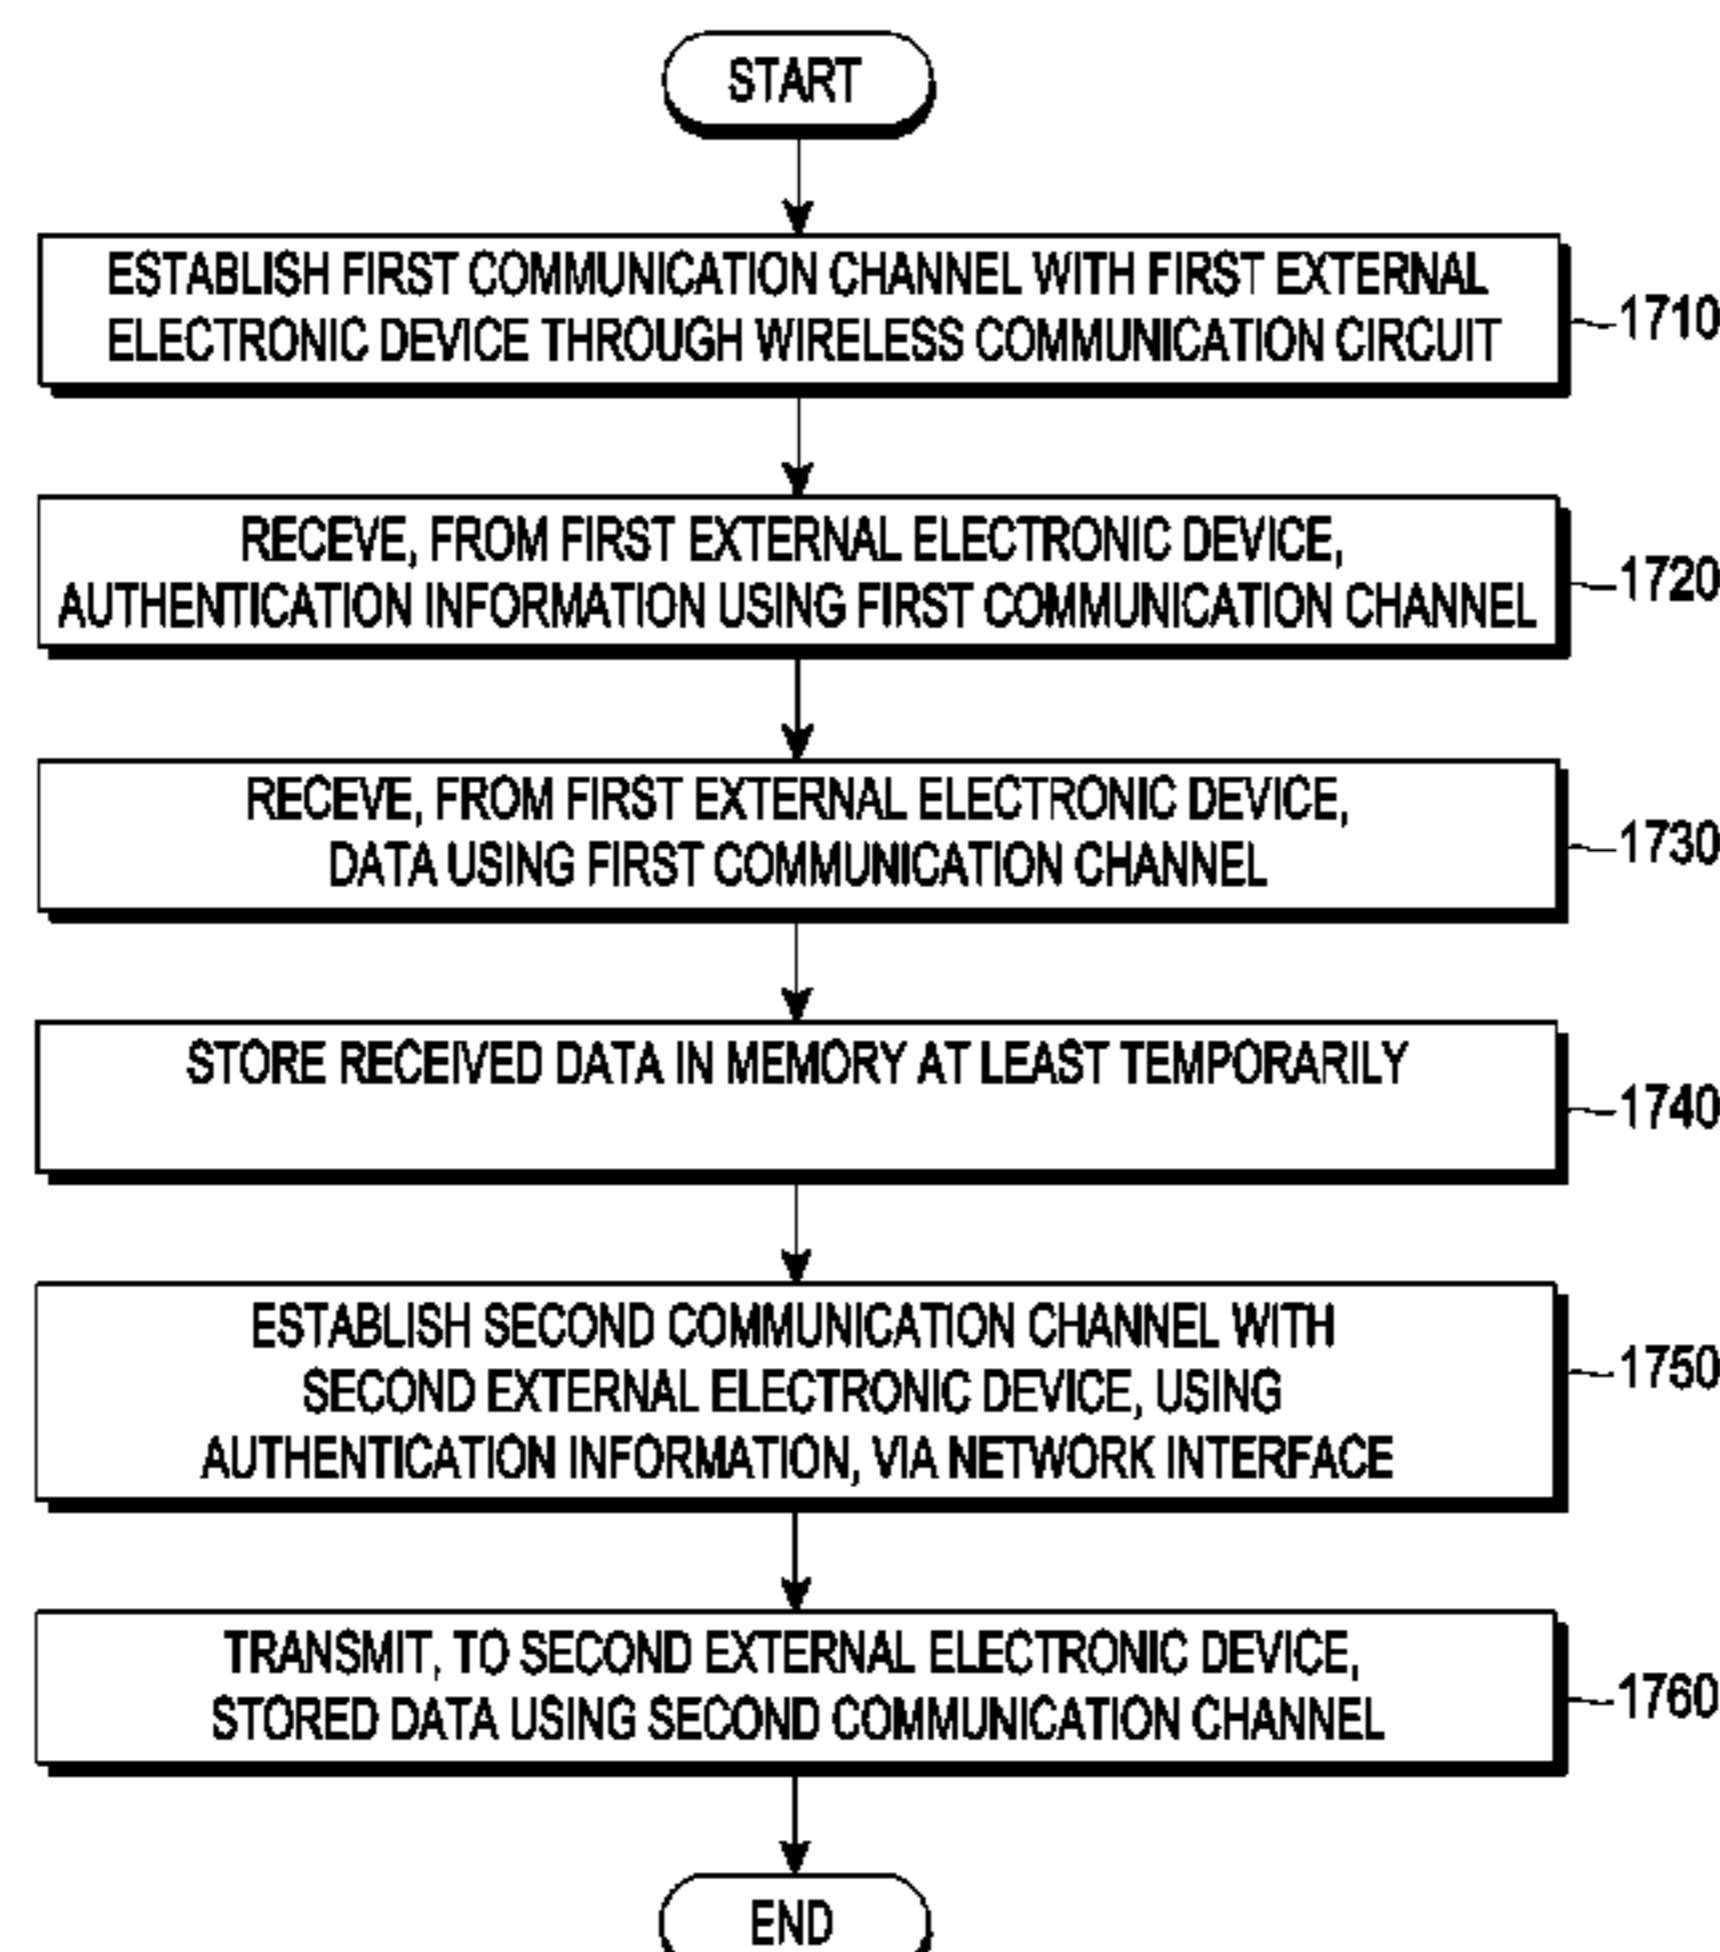 START
ESTABLISH FIRST COMMUNICATION CHANNEL WITH FIRST EXTERNAL
ELECTRONIC DEVICE THROUGH WIRELESS COMMUNICATION CIRCUIT
1710
RECEVE, FROM FIRST EXTERNAL ELECTRONIC DEVICE,
AUTHENTICATION INFORMATION USING FIRST COMMUNICATION CHANNEL
1720
RECEVE, FROM FIRST EXTERNAL ELECTRONIC DEVICE,
DATA USING FIRST COMMUNICATION CHANNEL
1730
STORE RECEIVED DATA IN MEMORY AT LEAST TEMPORARILY
1740
ESTABLISH SECOND COMMUNICATION CHANNEL WITH
SECOND EXTERNAL ELECTRONIC DEVICE, USING
AUTHENTICATION INFORMATION, VIA NETWORK INTERFACE
1750
TRANSMIT, TO SECOND EXTERNAL ELECTRONIC DEVICE,
STORED DATA USING SECOND COMMUNICATION CHANNEL
1760
END